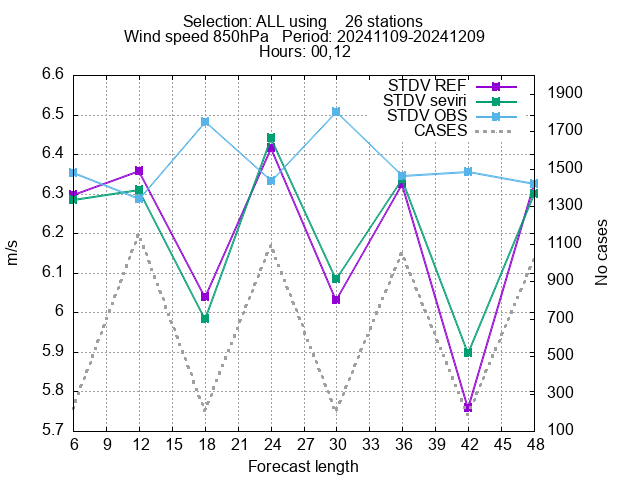 Selection: ALL using    26 stations
Wind speed 850hPa   Period: 20241109-20241209
Hours: 00,12
STDV REF
STDV seviri
STDV OBS
CASES
6.6
6.5
6.4
6.3
6.2
6.1
6
5.9
5.8
5.7
m/s
1900
1700
1500
1300
1100
900
700
500
300
100
No cases
6 9 12 15 18 21 24 27 30 33 36 39 42 45 48
Forecast length